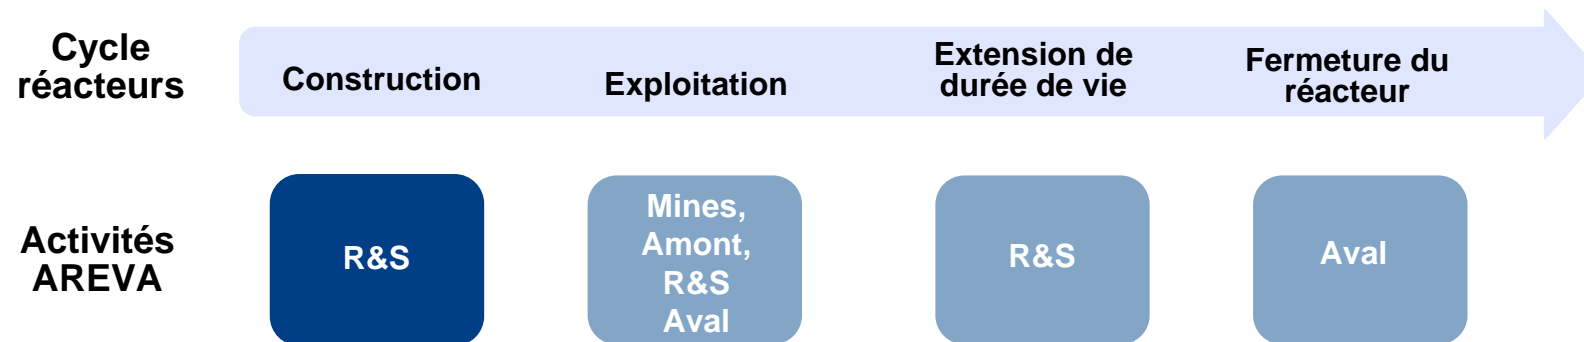 Cycle
réacteurs
Construction
Exploitation
Extension de
durée de vie
Fermeture du
réacteur
Activités
AREVA
R&S
Mines,
Amont,
R&S
Aval
R&S
Aval